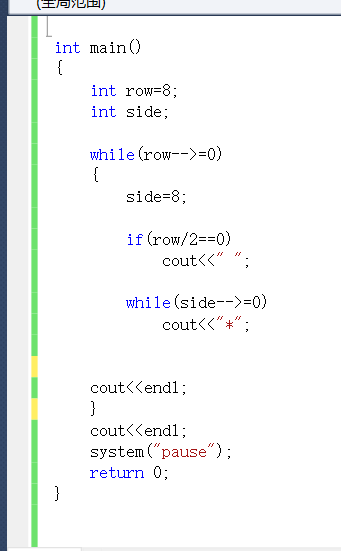 (全局范围)
int main()
{
int row=8;
int side;
while(row-->=0)
{
side=8;
if(row/2==0)
cout<<" ";
while(side-->=0)
cout<<"*";
cout<<endl;
}
cout<<endl;
system("pause");
return 0;
}